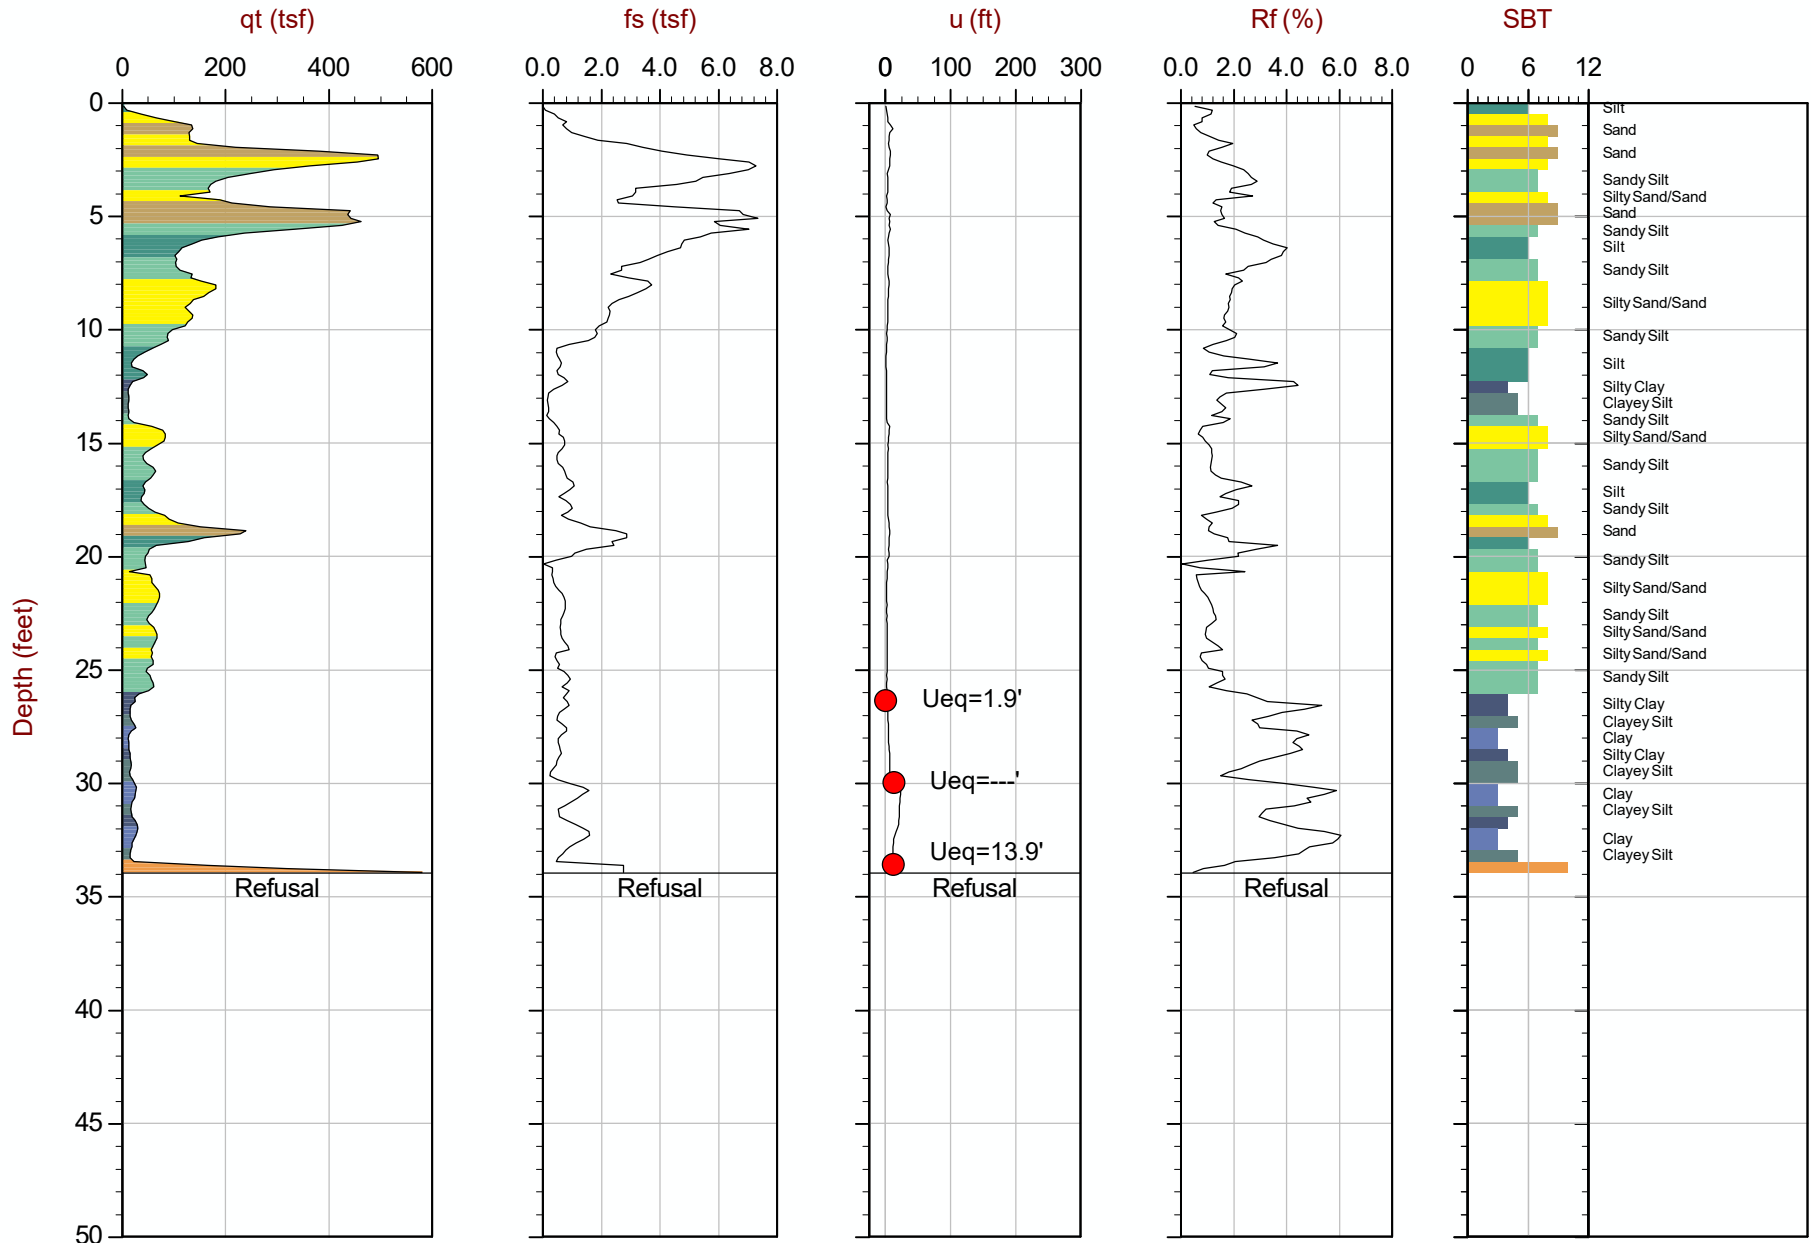 qt (tsf) fs (tsf) u (ft) Rf (%) SBT
0 200 400 600 0.0 2.0 4.0 6.0 8.0 0 100 200 300 0.0 2.0 4.0 6.0 8.0 0 6 12
0
Silt
Sand
Sand
Sandy Silt
Silty Sand/Sand
Sand
5
Sandy Silt
Silt
Sandy Silt
Silty Sand/Sand
10
Sandy Silt
Silt
Silty Clay
Clayey Silt
Sandy Silt
Silty Sand/Sand
15
Sandy Silt
Silt
Sandy Silt
Sand
20
Sandy Silt
Silty Sand/Sand
Sandy Silt
Silty Sand/Sand
Silty Sand/Sand
25
Sandy Silt
Depth (feet)
Ueq=1.9'
Silty Clay
Clayey Silt
Clay
Silty Clay
Clayey Silt
30
Ueq=---'
Clay
Clayey Silt
Clay
Ueq=13.9'
Clayey Silt
Refusal Refusal Refusal Refusal
35
40
45
50